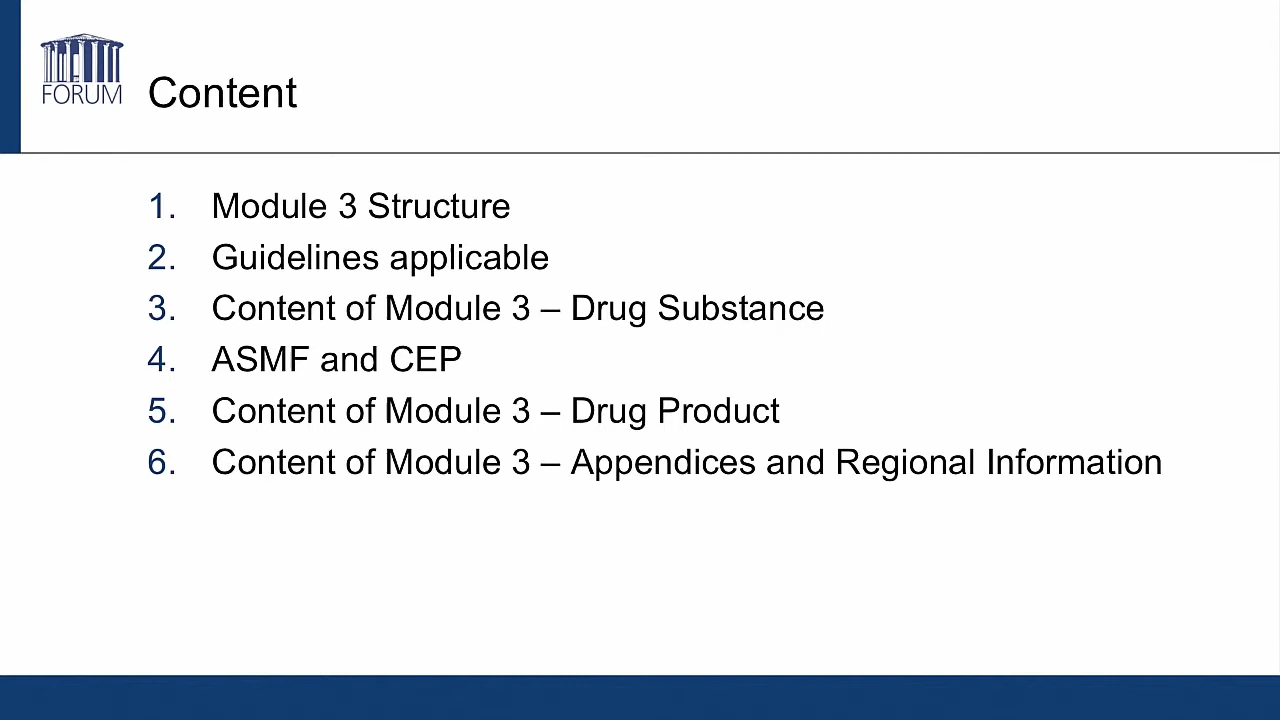 FORUM
Content
1. Module 3 Structure
2. Guidelines applicable
3. Content of Module 3 – Drug Substance
4. ASMF and CEP
5. Content of Module 3 – Drug Product
6. Content of Module 3 – Appendices and Regional Information